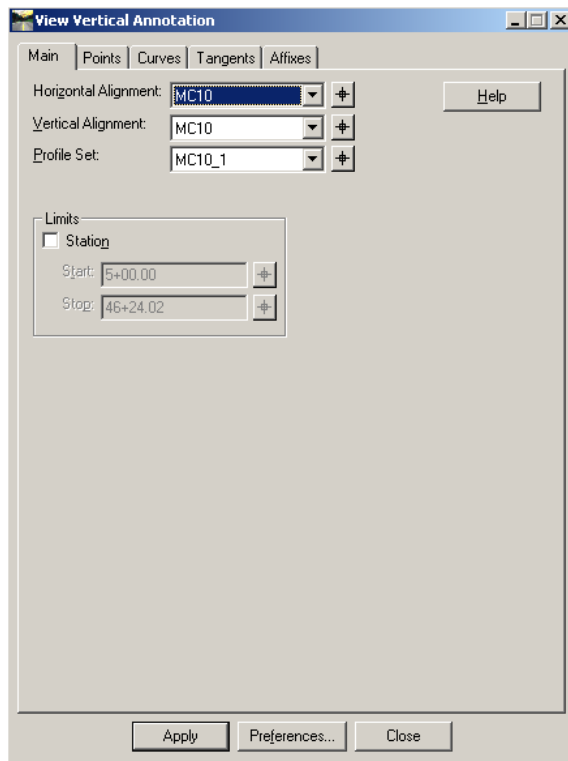 View Vertical Annotation
Main Points Curves Tangents Affixes
Horizontal Alignment: MC10 Help
Vertical Alignment: MC10
Profile Set: MC10_1
Limits
Station
Start: 5+00.00
Stop: 46+24.02
Apply Preferences... Close